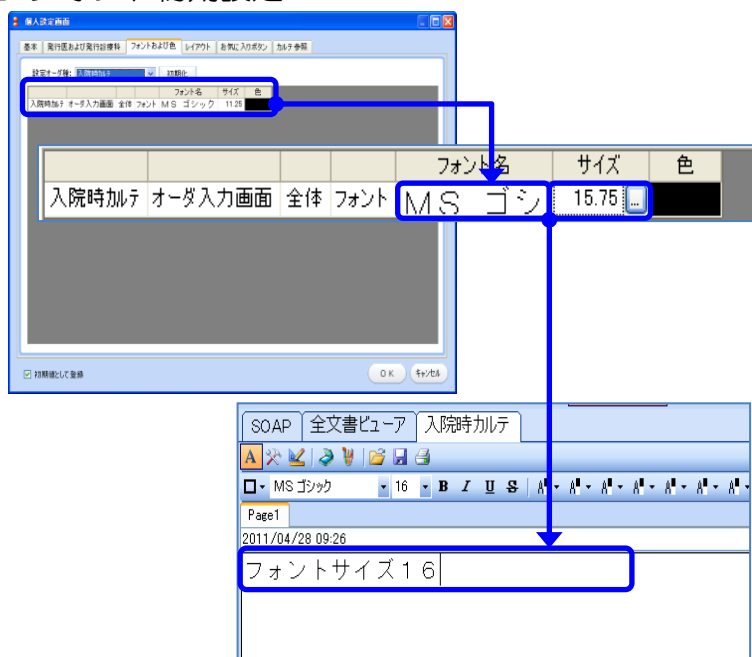 個人設定画面
基本 発行医および発行診療科 フォントおよび色 レイアウト お気に入りボタン カルテ参照
設定オーダ種: 入院時カルテ 初期化
フォント名 サイズ 色
入院時カルテ オーダ入力画面 全体 フォント MS ゴシック 11.25
フォント名 サイズ 色
入院時カルテ オーダ入力画面 全体 フォント MS ゴシ 15.75 ...
初期値として登録 OK キャンセル
SOAP 全文書ビューア 入院時カルテ
A
MS ゴシック 16 B I U S A A A A A A A
Page1
2011/04/28 09:26
フォントサイズ16